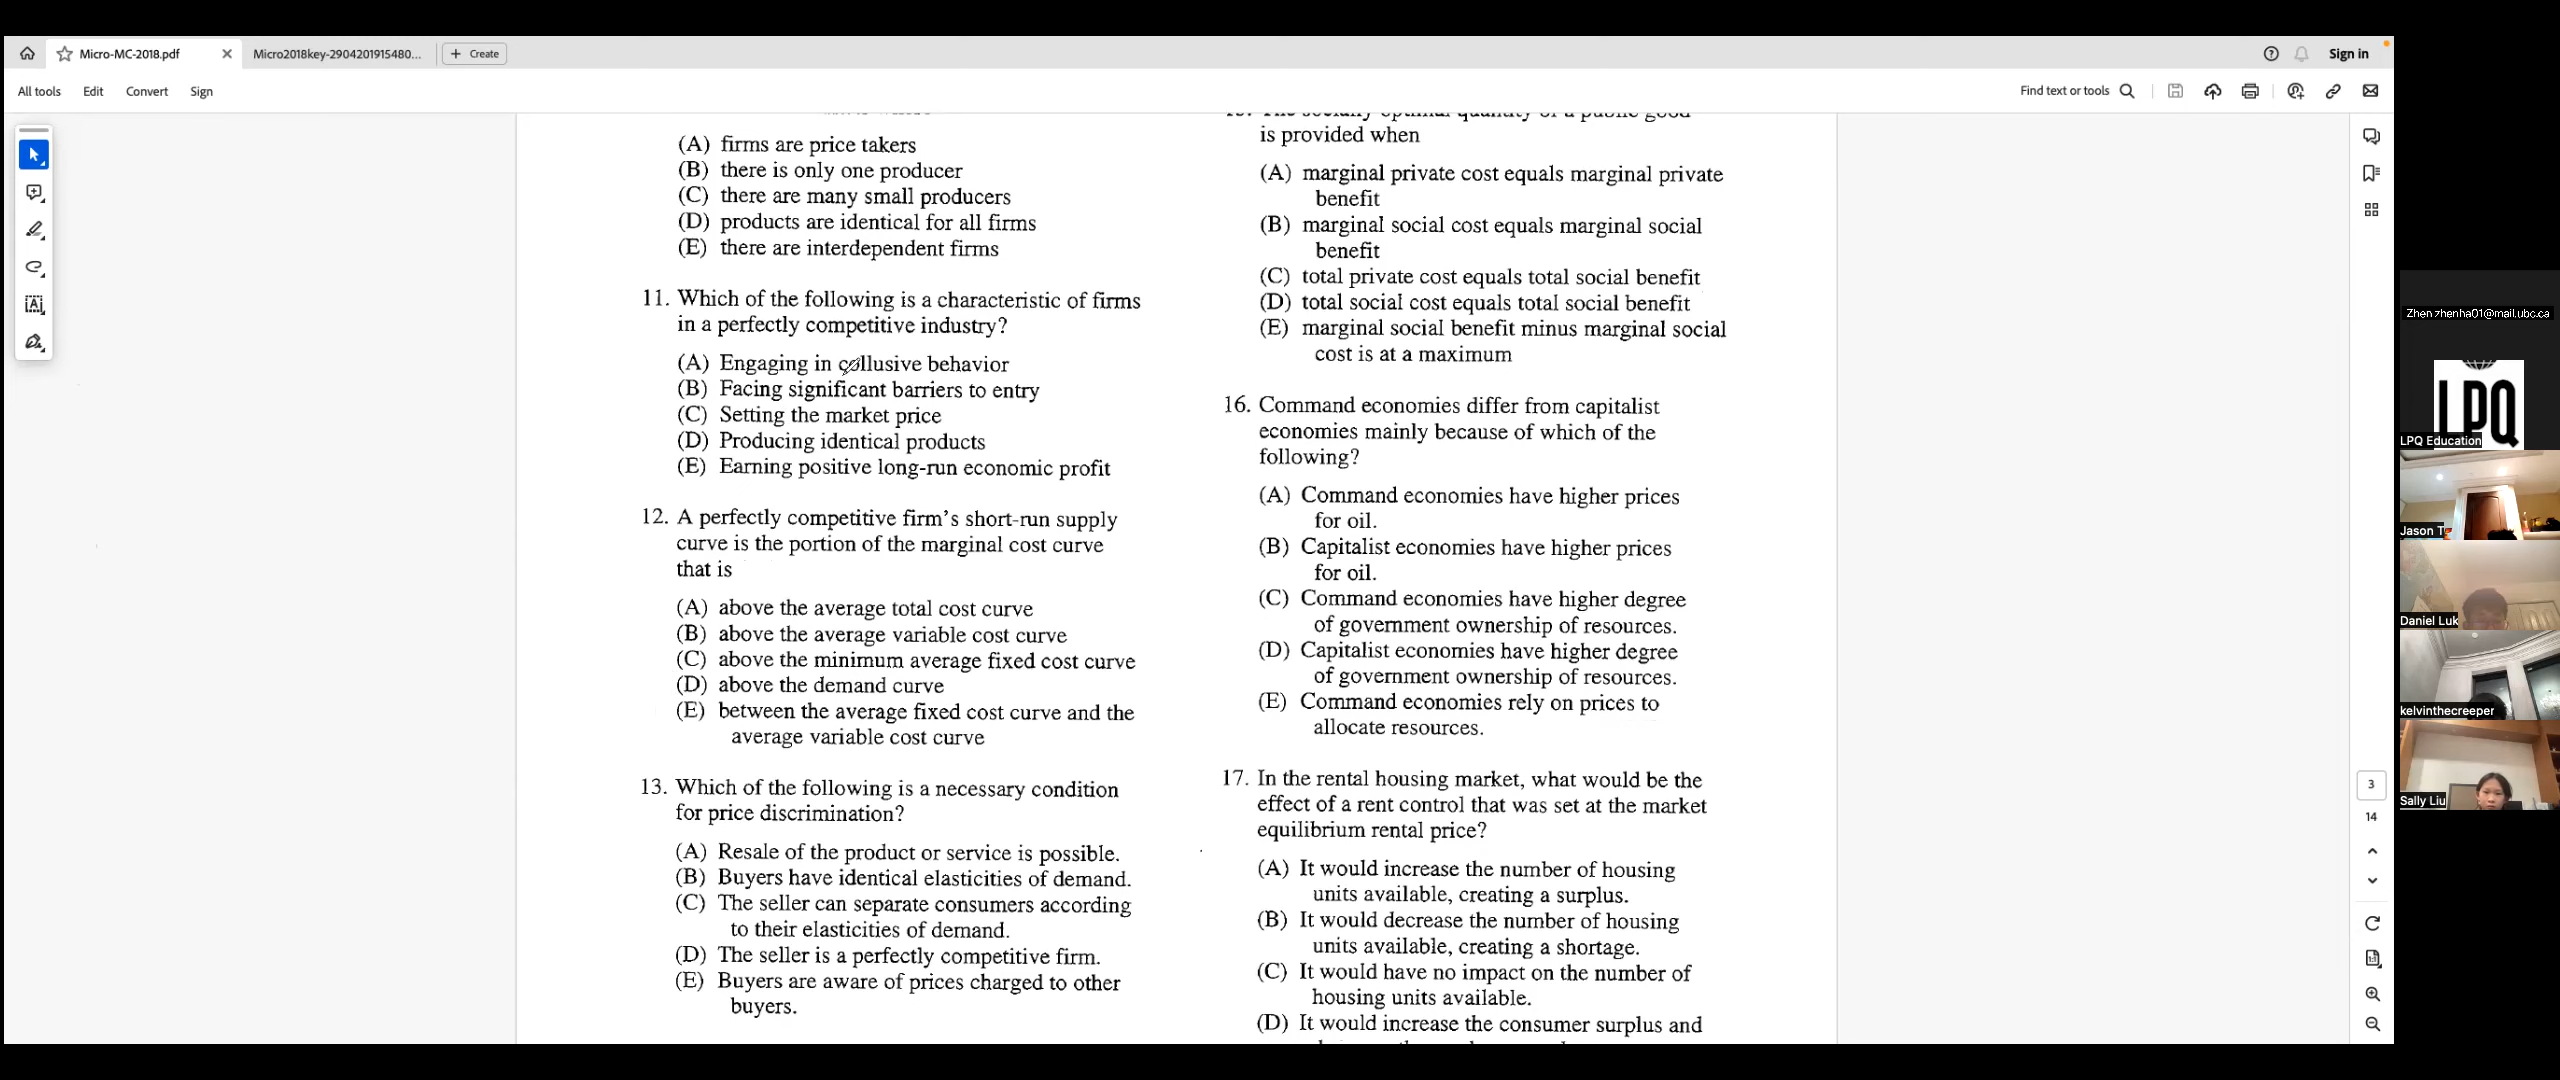 Micro-MC-2018.pdf
Micro2018key-2904201915480...
Create
Sign in
All tools
Edit
Convert
Sign
Find text or tools
(A) firms are price takers
(B) there is only one producer
(C) there are many small producers
(D) products are identical for all firms
(E) there are interdependent firms
11. Which of the following is a characteristic of firms
in a perfectly competitive industry?
(A) Engaging in collusive behavior
(B) Facing significant barriers to entry
(C) Setting the market price
(D) Producing identical products
(E) Earning positive long-run economic profit
12. A perfectly competitive firm's short-run supply
curve is the portion of the marginal cost curve
that is
(A) above the average total cost curve
(B) above the average variable cost curve
(C) above the minimum average fixed cost curve
(D) above the demand curve
(E) between the average fixed cost curve and the
average variable cost curve
13. Which of the following is a necessary condition
for price discrimination?
(A) Resale of the product or service is possible.
(B) Buyers have identical elasticities of demand.
(C) The seller can separate consumers according
to their elasticities of demand.
(D) The seller is a perfectly competitive firm.
(E) Buyers are aware of prices charged to other
buyers.
The socially optimal quantity of a public good
is provided when
(A) marginal private cost equals marginal private
benefit
(B) marginal social cost equals marginal social
benefit
(C) total private cost equals total social benefit
(D) total social cost equals total social benefit
(E) marginal social benefit minus marginal social
cost is at a maximum
16. Command economies differ from capitalist
economies mainly because of which of the
following?
(A) Command economies have higher prices
for oil.
(B) Capitalist economies have higher prices
for oil.
(C) Command economies have higher degree
of government ownership of resources.
(D) Capitalist economies have higher degree
of government ownership of resources.
(E) Command economies rely on prices to
allocate resources.
17. In the rental housing market, what would be the
effect of a rent control that was set at the market
equilibrium rental price?
(A) It would increase the number of housing
units available, creating a surplus.
(B) It would decrease the number of housing
units available, creating a shortage.
(C) It would have no impact on the number of
housing units available.
(D) It would increase the consumer surplus and
3
14
Zhen zhenha01@mail.ubc.ca
LPQ
LPQ Education
Jason T
Daniel Luk
kelvinthecreeper
Sally Liu